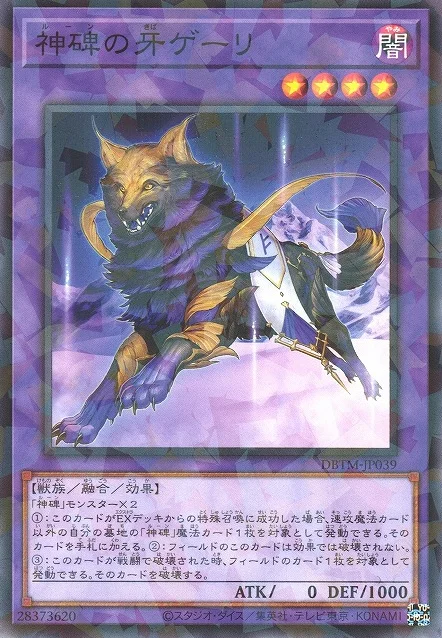 神碑の牙ゲーリ
闇
DBTM-JP039
【獣族／融合／効果】
「神碑」モンスター×2
①：このカードがEXデッキからの特殊召喚に成功した場合、速攻魔法カード
以外の自分の墓地の「神碑」魔法カード1枚を対象として発動できる。そ
のカードを手札に加える。②：フィールドのこのカードは効果では破壊されない。
③：このカードが戦闘で破壊された時、フィールドのカード1枚を対象と
して発動できる。そのカードを破壊する。
ATK/ 0 DEF/1000
28373620 ©スタジオ・ダイス／集英社・テレビ東京・KONAMI